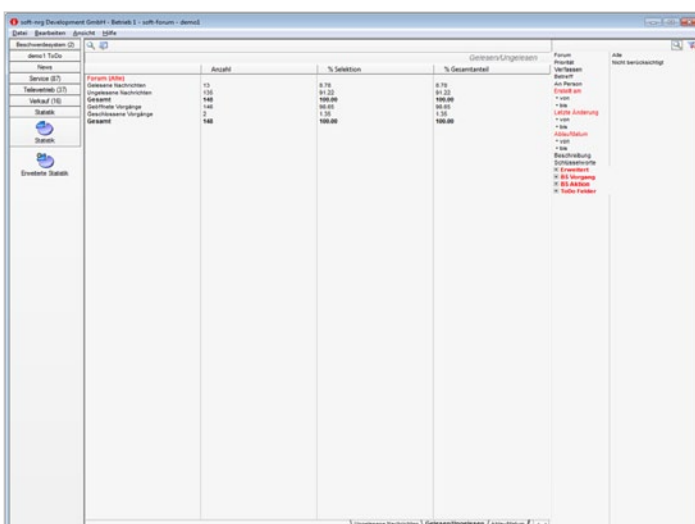 soft-nrg Development GmbH - Betrieb 1 - soft-forum - demo1
Datei Bearbeiten Ansicht Hilfe
Beschwerdesystem (2)
demo1 ToDo
News
Service (87)
Televertrieb (37)
Verkauf (16)
Statistik
Statistik
Erweiterte Statistik
Gelesen/Ungelesen
Anzahl % Selektion % Gesamtanteil
Forum (Alle)
Gelesene Nachrichten 13 8.78 8.78
Ungelesene Nachrichten 135 91.22 91.22
Gesamt 148 100.00 100.00
Geöffnete Vorgänge 146 98.65 98.65
Geschlossene Vorgänge 2 1.35 1.35
Gesamt 148 100.00 100.00
Forum Alle
Priorität Nicht berücksichtigt
Verfasser
Betreff
An Person
Erstellt am
• von
• bis
Letzte Änderung
• von
• bis
Ablaufdatum
• von
• bis
Beschreibung
Schlüsselworte
Erweitert
BS Vorgang
BS Aktion
ToDo Felder
Gelesen/Ungelesen / Ablaufdatum